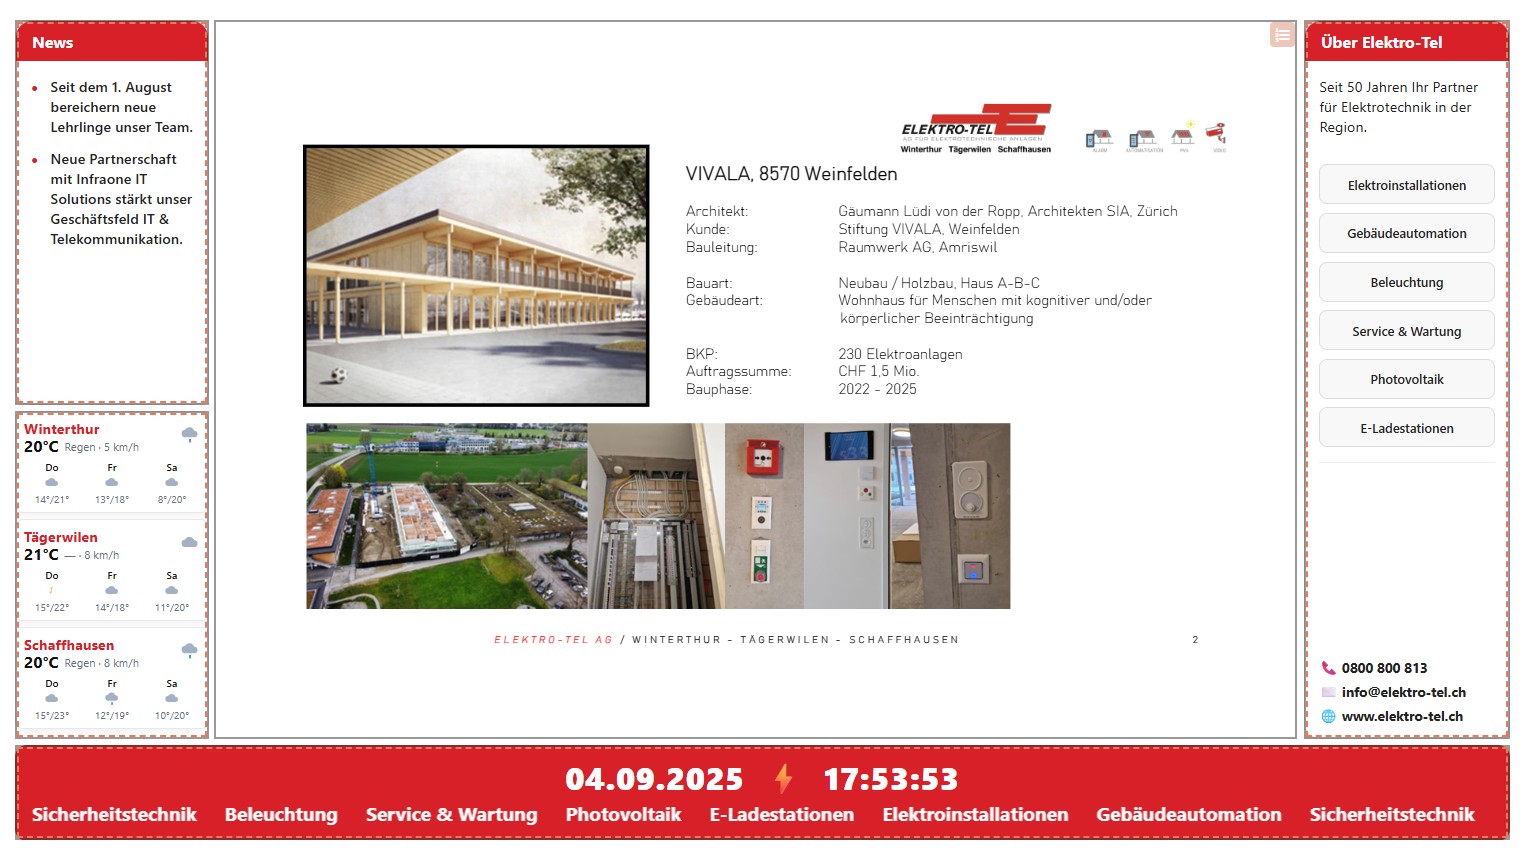 News
Seit dem 1. August
bereichern neue
Lehrlinge unser Team.
Neue Partnerschaft
mit Infraone IT
Solutions stärkt unser
Geschäftsfeld IT &
Telekommunikation.
Winterthur
20°C Regen · 5 km/h
Do Fr Sa
14°/21° 13°/18° 8°/20°
Tägerwilen
21°C — · 8 km/h
Do Fr Sa
15°/22° 14°/18° 11°/20°
Schaffhausen
20°C Regen · 8 km/h
Do Fr Sa
15°/23° 12°/19° 10°/20°
ELEKTRO-TEL
AG FÜR ELEKTROTECHNISCHE ANLAGEN
Winterthur Tägerwilen Schaffhausen
ALARM AUTOMATISATION PVA VIDEO
VIVALA, 8570 Weinfelden
Architekt: Gäumann Lüdi von der Ropp, Architekten SIA, Zürich
Kunde: Stiftung VIVALA, Weinfelden
Bauleitung: Raumwerk AG, Amriswil
Bauart: Neubau / Holzbau, Haus A-B-C
Gebäudeart: Wohnhaus für Menschen mit kognitiver und/oder
körperlicher Beeinträchtigung
BKP: 230 Elektroanlagen
Auftragssumme: CHF 1,5 Mio.
Bauphase: 2022 - 2025
ELEKTRO-TEL AG / WINTERTHUR - TÄGERWILEN - SCHAFFHAUSEN 2
Über Elektro-Tel
Seit 50 Jahren Ihr Partner
für Elektrotechnik in der
Region.
Elektroinstallationen
Gebäudeautomation
Beleuchtung
Service & Wartung
Photovoltaik
E-Ladestationen
0800 800 813
info@elektro-tel.ch
www.elektro-tel.ch
04.09.2025 17:53:53
Sicherheitstechnik Beleuchtung Service & Wartung Photovoltaik E-Ladestationen Elektroinstallationen Gebäudeautomation Sicherheitstechnik